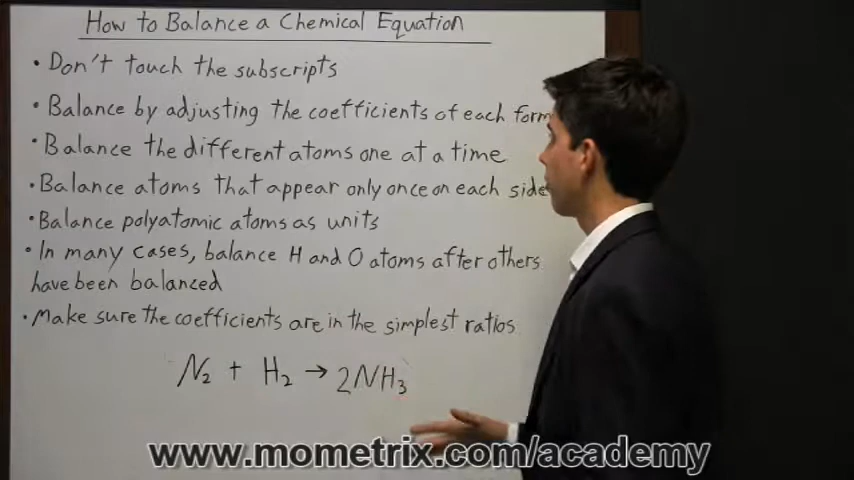 How to Balance a Chemical Equation
• Don't touch the subscripts
• Balance by adjusting the coefficients of each form
• Balance the different atoms one at a time
• Balance atoms that appear only once on each side
• Balance polyatomic atoms as units
• In many cases, balance H and O atoms after others
have been balanced
• Make sure the coefficients are in the simplest ratios
N₂ + H₂ → 2NH₃
www.mometrix.com/academy